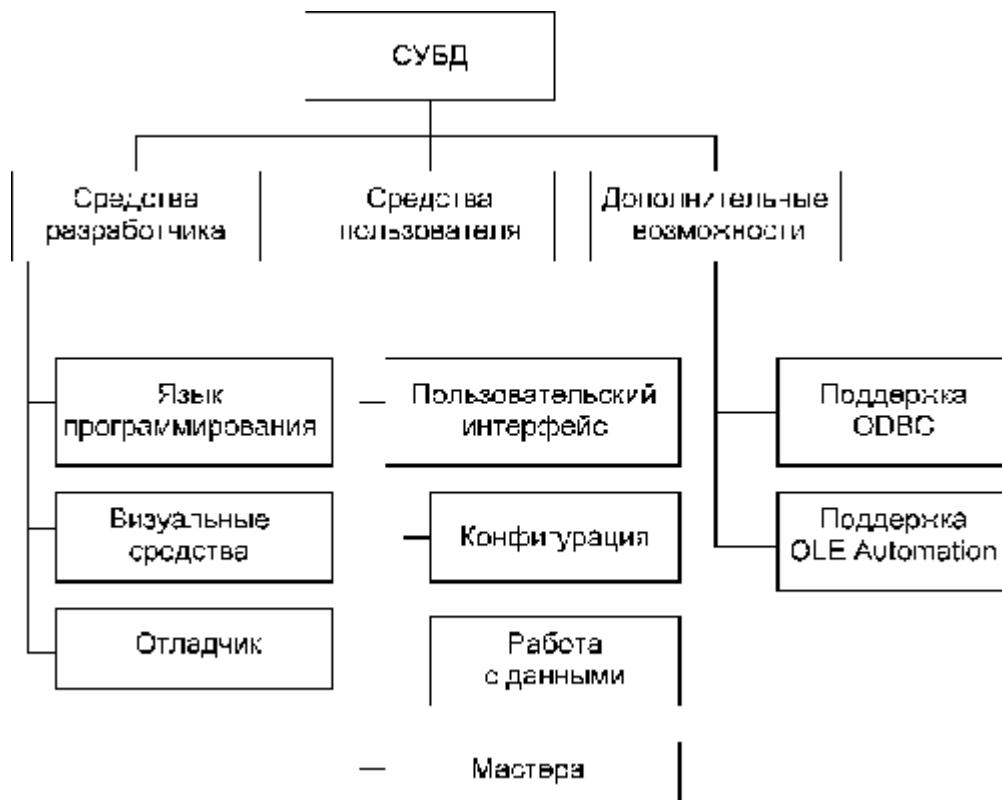 СУБД
Средства
разработчика
Средства
пользователя
Дополнительные
возможности
Язык
программирования
Пользовательский
интерфейс
Поддержка
ODBC
Визуальные
средства
Конфигурация
Поддержка
OLE Automation
Отладчик
Работа
с данными
Мастера